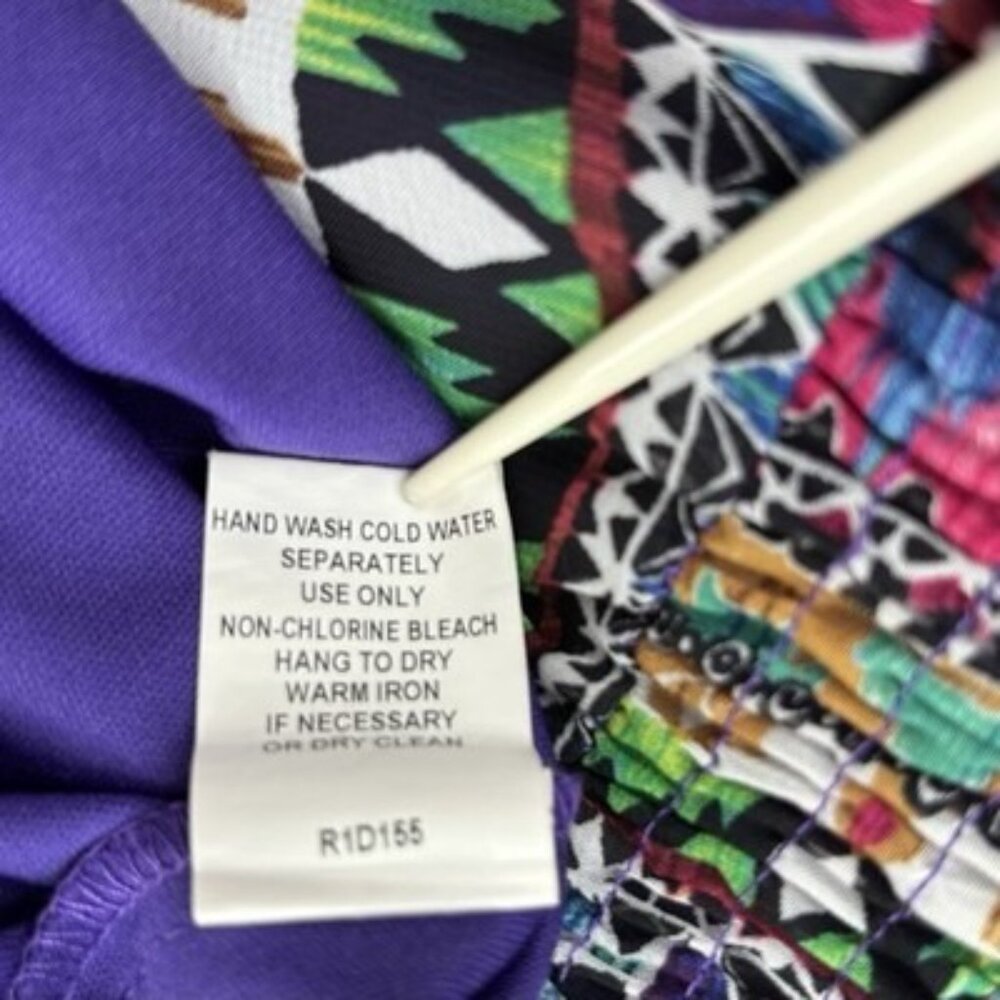 HAND WASH COLD WATER
SEPARATELY
USE ONLY
NON-CHLORINE BLEACH
HANG TO DRY
WARM IRON
IF NECESSARY
OR DRY CLEAN
R1D155